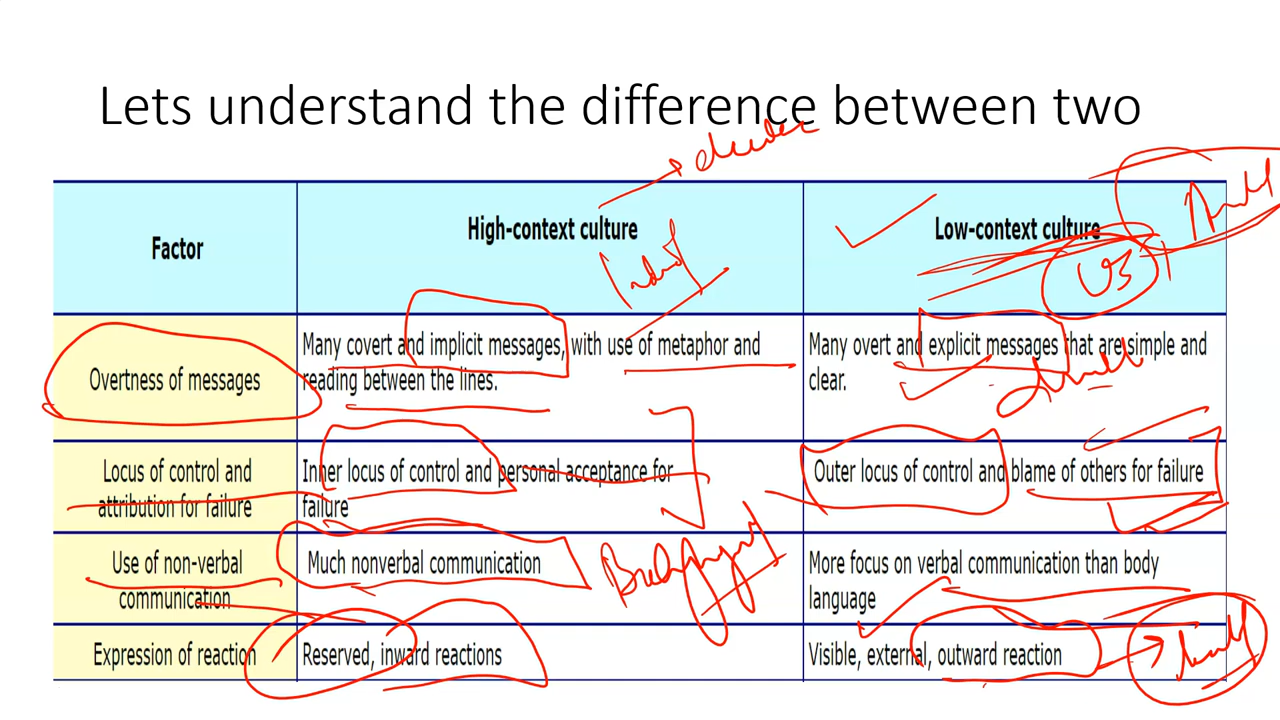 Lets understand the difference between two
Factor
High-context culture
Low-context culture
US
Overtness of messages
Many covert and implicit messages, with use of metaphor and
reading between the lines.
Many overt and explicit messages that are simple and
clear.
Locus of control and
attribution for failure
Inner locus of control and personal acceptance for
failure
Outer locus of control and blame of others for failure
Use of non-verbal
communication
Much nonverbal communication
More focus on verbal communication than body
language
Expression of reaction
Reserved, inward reactions
Visible, external, outward reaction